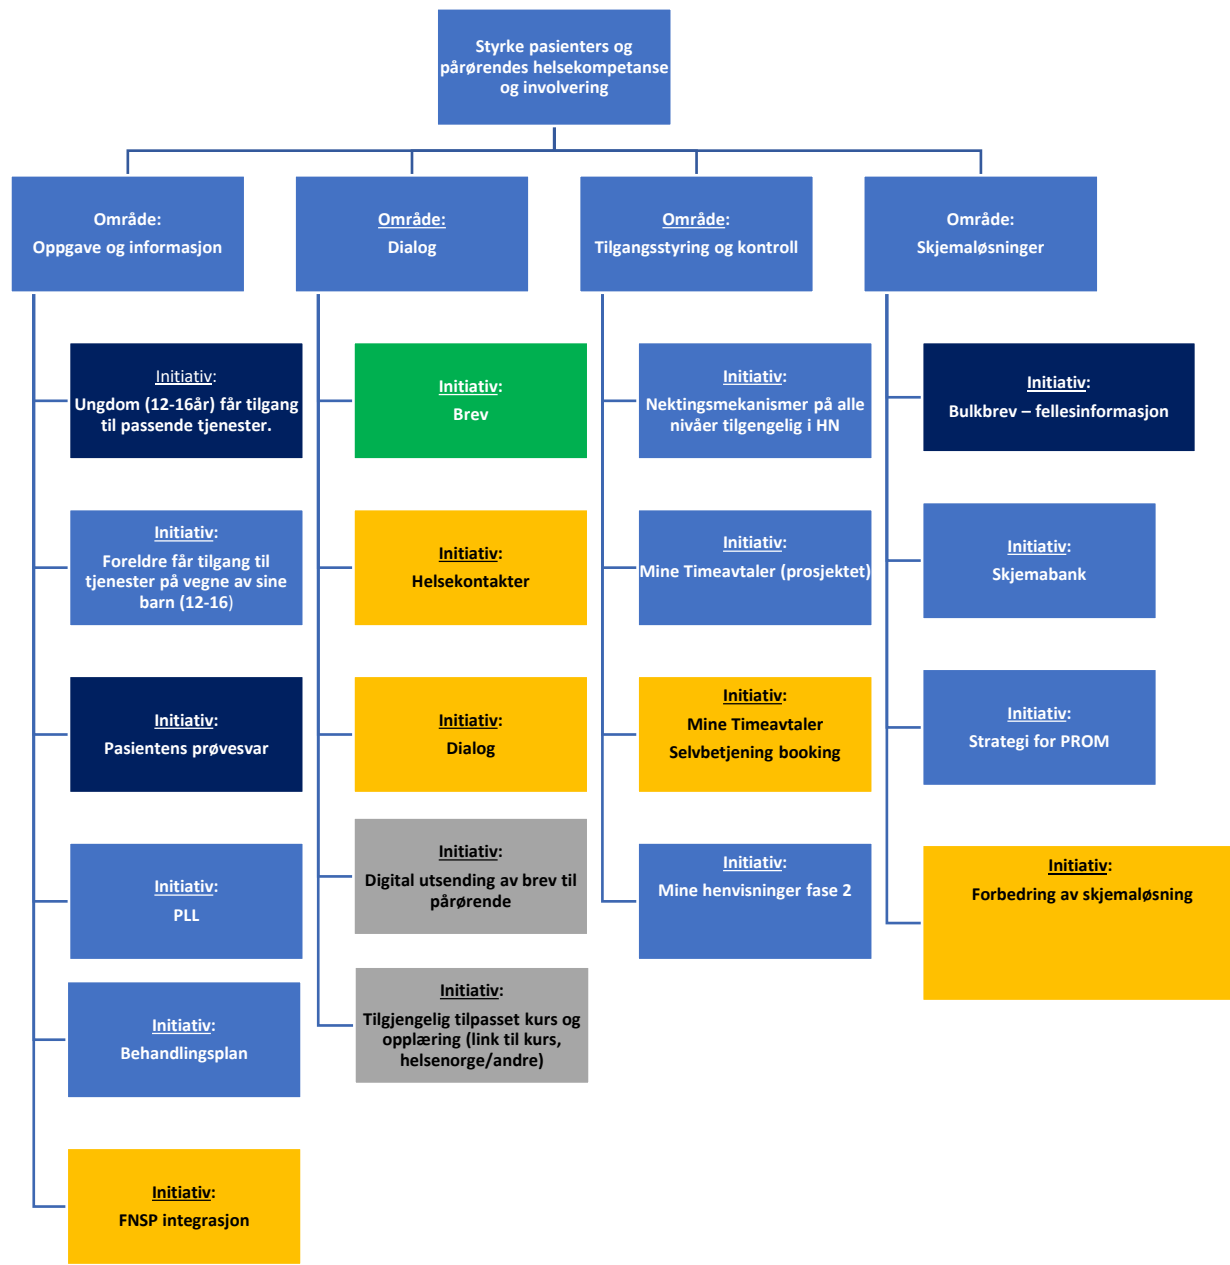 Styrke pasienters og
pårørendes helsekompetanse
og involvering
Område:
Oppgave og informasjon
Initiativ:
Ungdom (12-16år) får tilgang
til passende tjenester.
Initiativ:
Foreldre får tilgang til
tjenester på vegne av sine
barn (12-16)
Initiativ:
Pasientens prøvesvar
Initiativ:
PLL
Initiativ:
Behandlingsplan
Initiativ:
FNSP integrasjon
Område:
Dialog
Initiativ:
Brev
Initiativ:
Helsekontakter
Initiativ:
Dialog
Initiativ:
Digital utsending av brev til
pårørende
Initiativ:
Tilgjengelig tilpasset kurs og
opplæring (link til kurs,
helsenorge/andre)
Område:
Tilgangsstyring og kontroll
Initiativ:
Nektingsmekanismer på alle
nivåer tilgengelig i HN
Initiativ:
Mine Timeavtaler (prosjektet)
Initiativ:
Mine Timeavtaler
Selvbetjening booking
Initiativ:
Mine henvisninger fase 2
Område:
Skjemaløsninger
Initiativ:
Bulkbrev – fellesinformasjon
Initiativ:
Skjemabank
Initiativ:
Strategi for PROM
Initiativ:
Forbedring av skjemaløsning